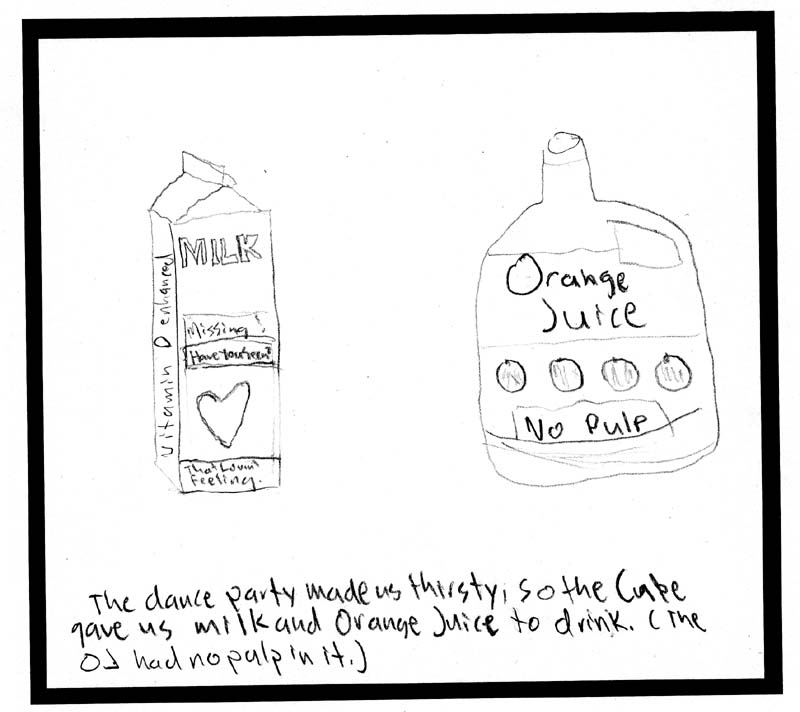 MILK
Vitamin D enhanced
Missing!
Have You Seen
That Lovin'
Feeling.
Orange
Juice
No Pulp
The dance party made us thirsty, so the Cube
gave us milk and Orange Juice to drink. (The
OJ had no pulp in it.)